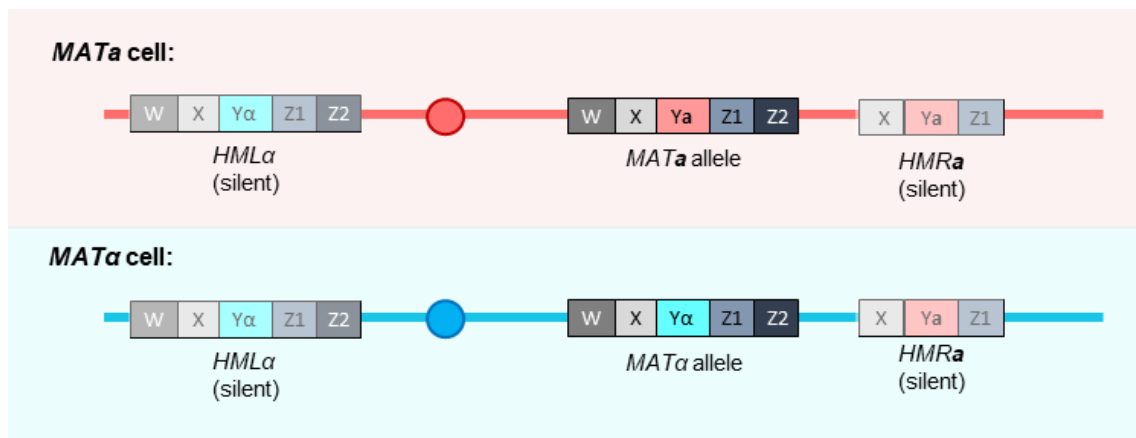 MATa cell:
W X Yα Z1 Z2 W X Ya Z1 Z2 X Ya Z1
HMLα
(silent)
MATa allele
HMRa
(silent)
MATα cell:
W X Yα Z1 Z2 W X Yα Z1 Z2 X Ya Z1
HMLα
(silent)
MATα allele
HMRa
(silent)